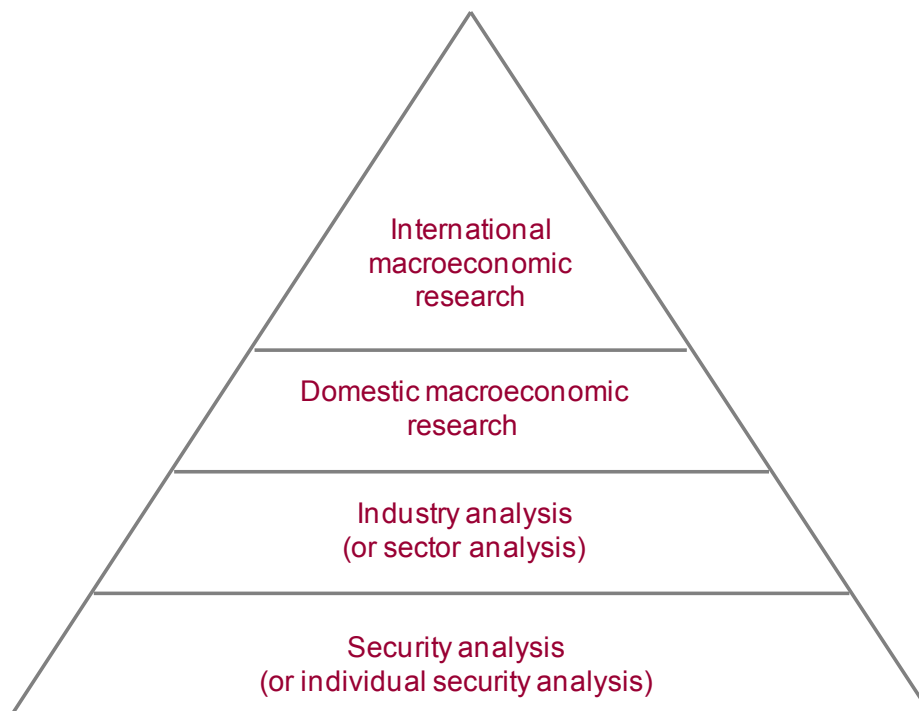 International
macroeconomic
research
Domestic macroeconomic
research
Industry analysis
(or sector analysis)
Security analysis
(or individual security analysis)